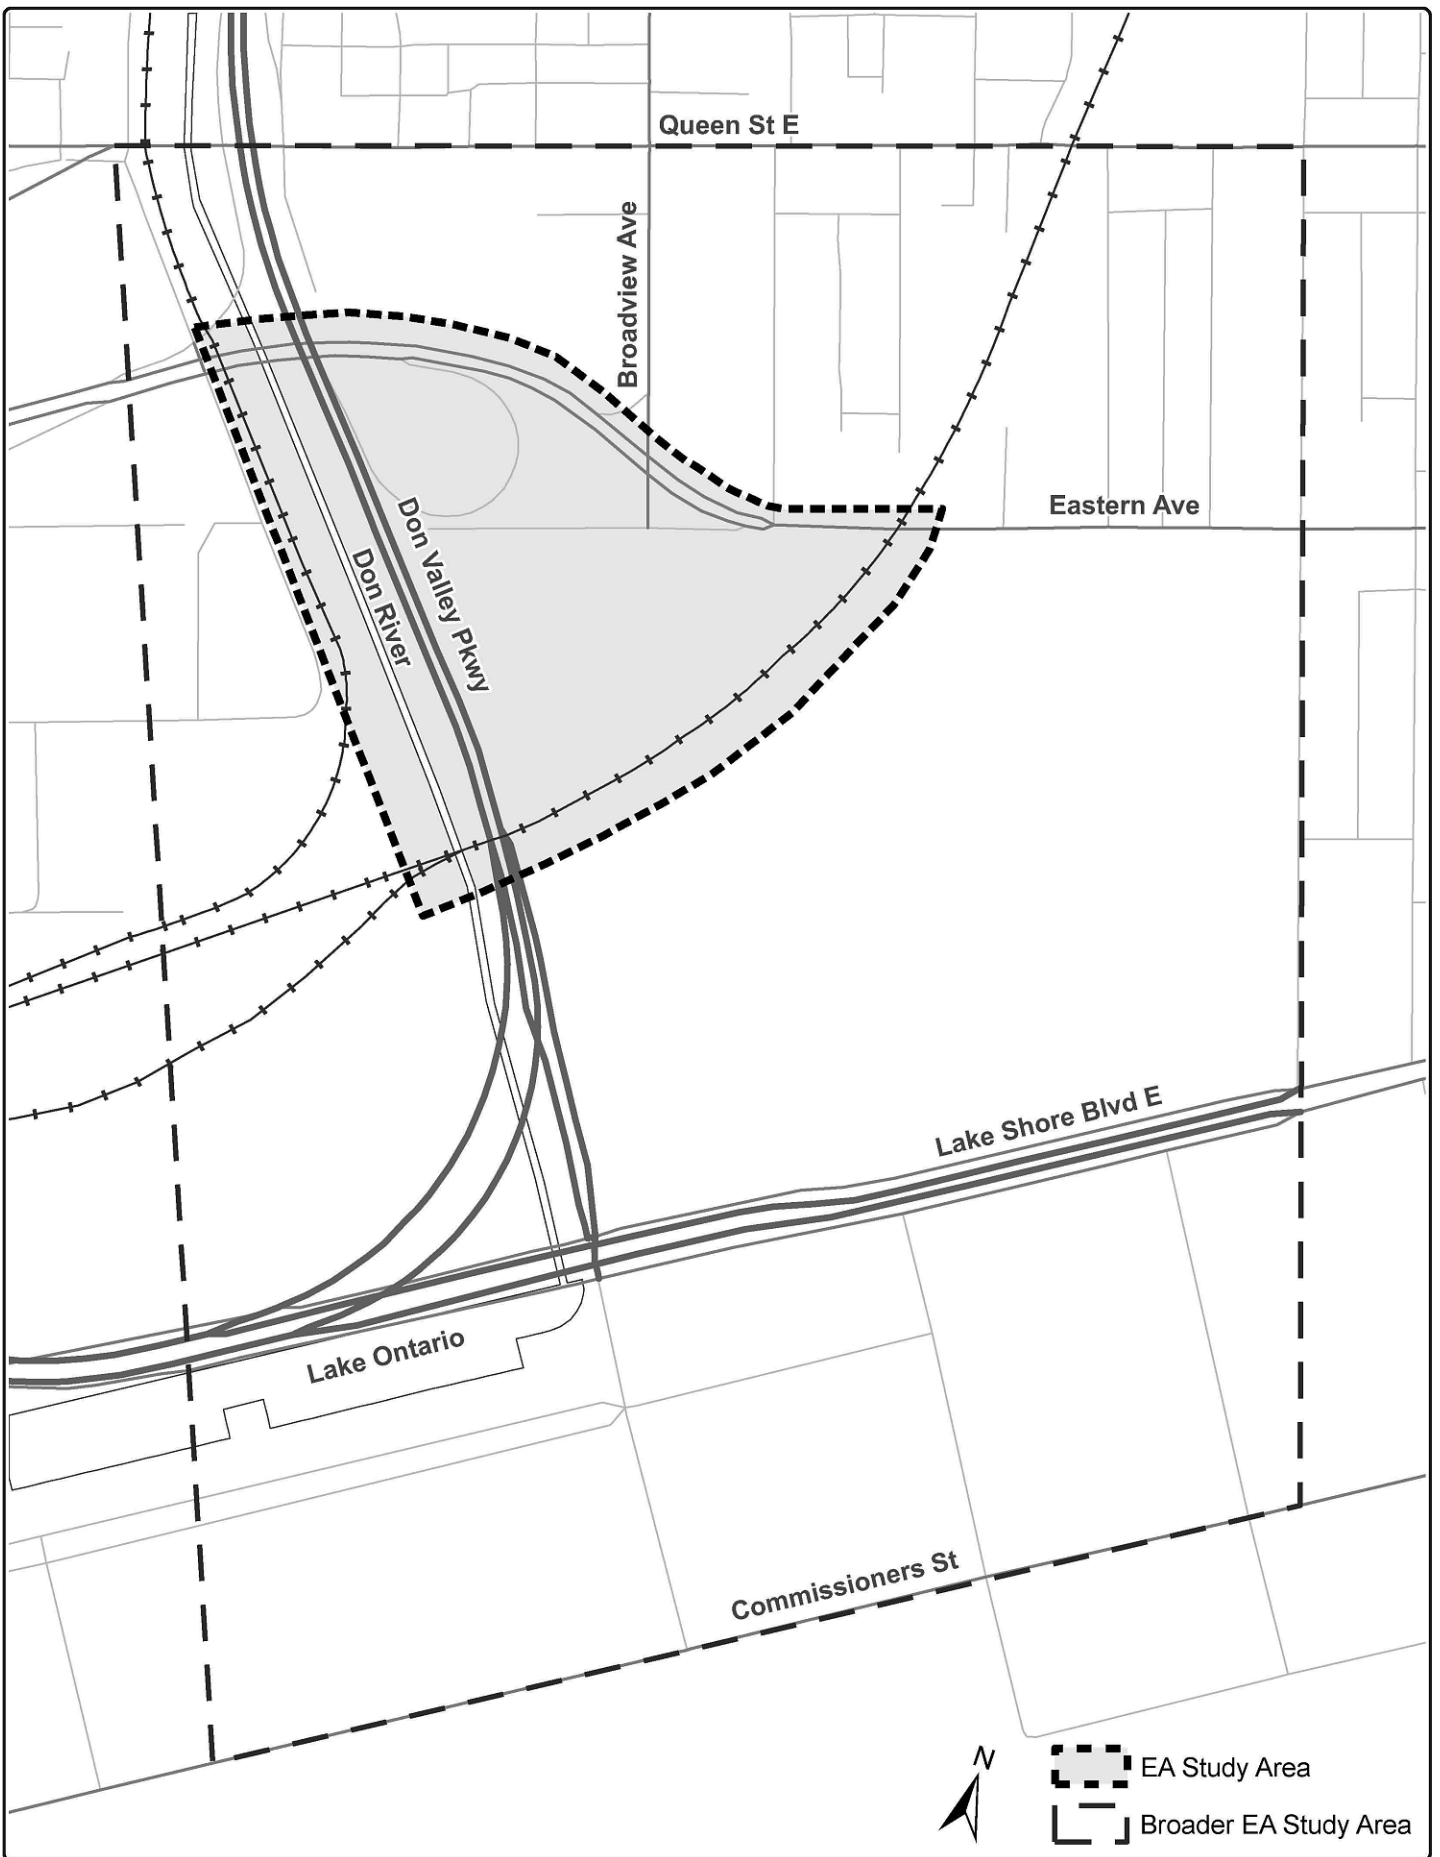 Queen St E
Broadview Ave
Eastern Ave
Don Valley Pkwy
Don River
Lake Shore Blvd E
Lake Ontario
Commissioners St
N
EA Study Area
Broader EA Study Area